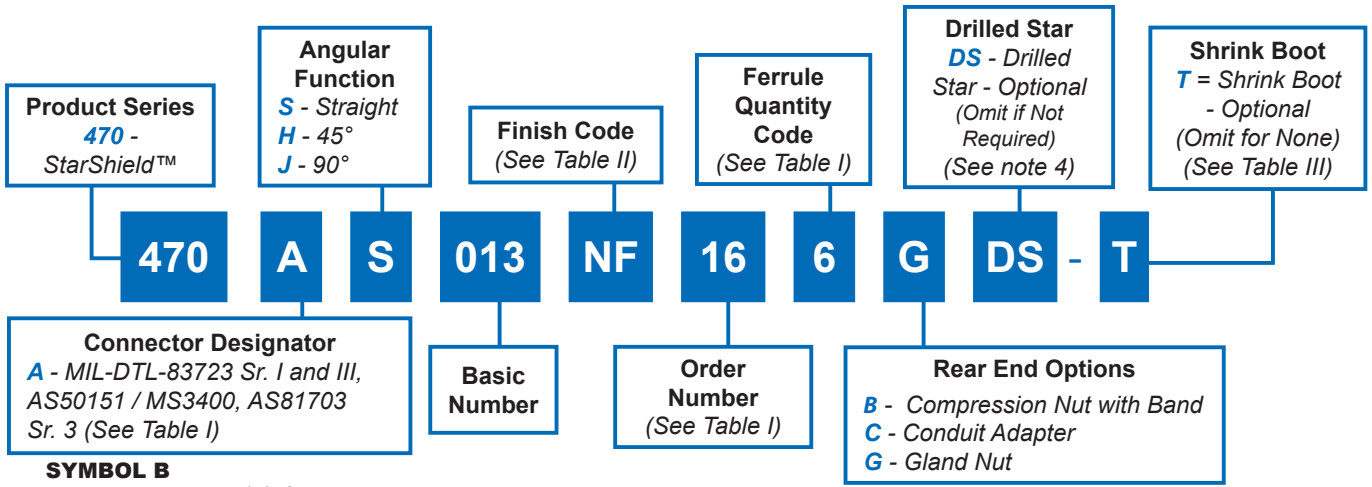 Product Series
470 -
StarShield™
Angular
Function
S - Straight
H - 45°
J - 90°
Finish Code
(See Table II)
Ferrule
Quantity
Code
(See Table I)
Drilled Star
DS - Drilled
Star - Optional
(Omit if Not
Required)
(See note 4)
Shrink Boot
T = Shrink Boot
- Optional
(Omit for None)
(See Table III)
470 A S 013 NF 16 6 G DS - T
Connector Designator
A - MIL-DTL-83723 Sr. I and III,
AS50151 / MS3400, AS81703
Sr. 3 (See Table I)
Basic
Number
Order
Number
(See Table I)
Rear End Options
B - Compression Nut with Band
C - Conduit Adapter
G - Gland Nut
SYMBOL B